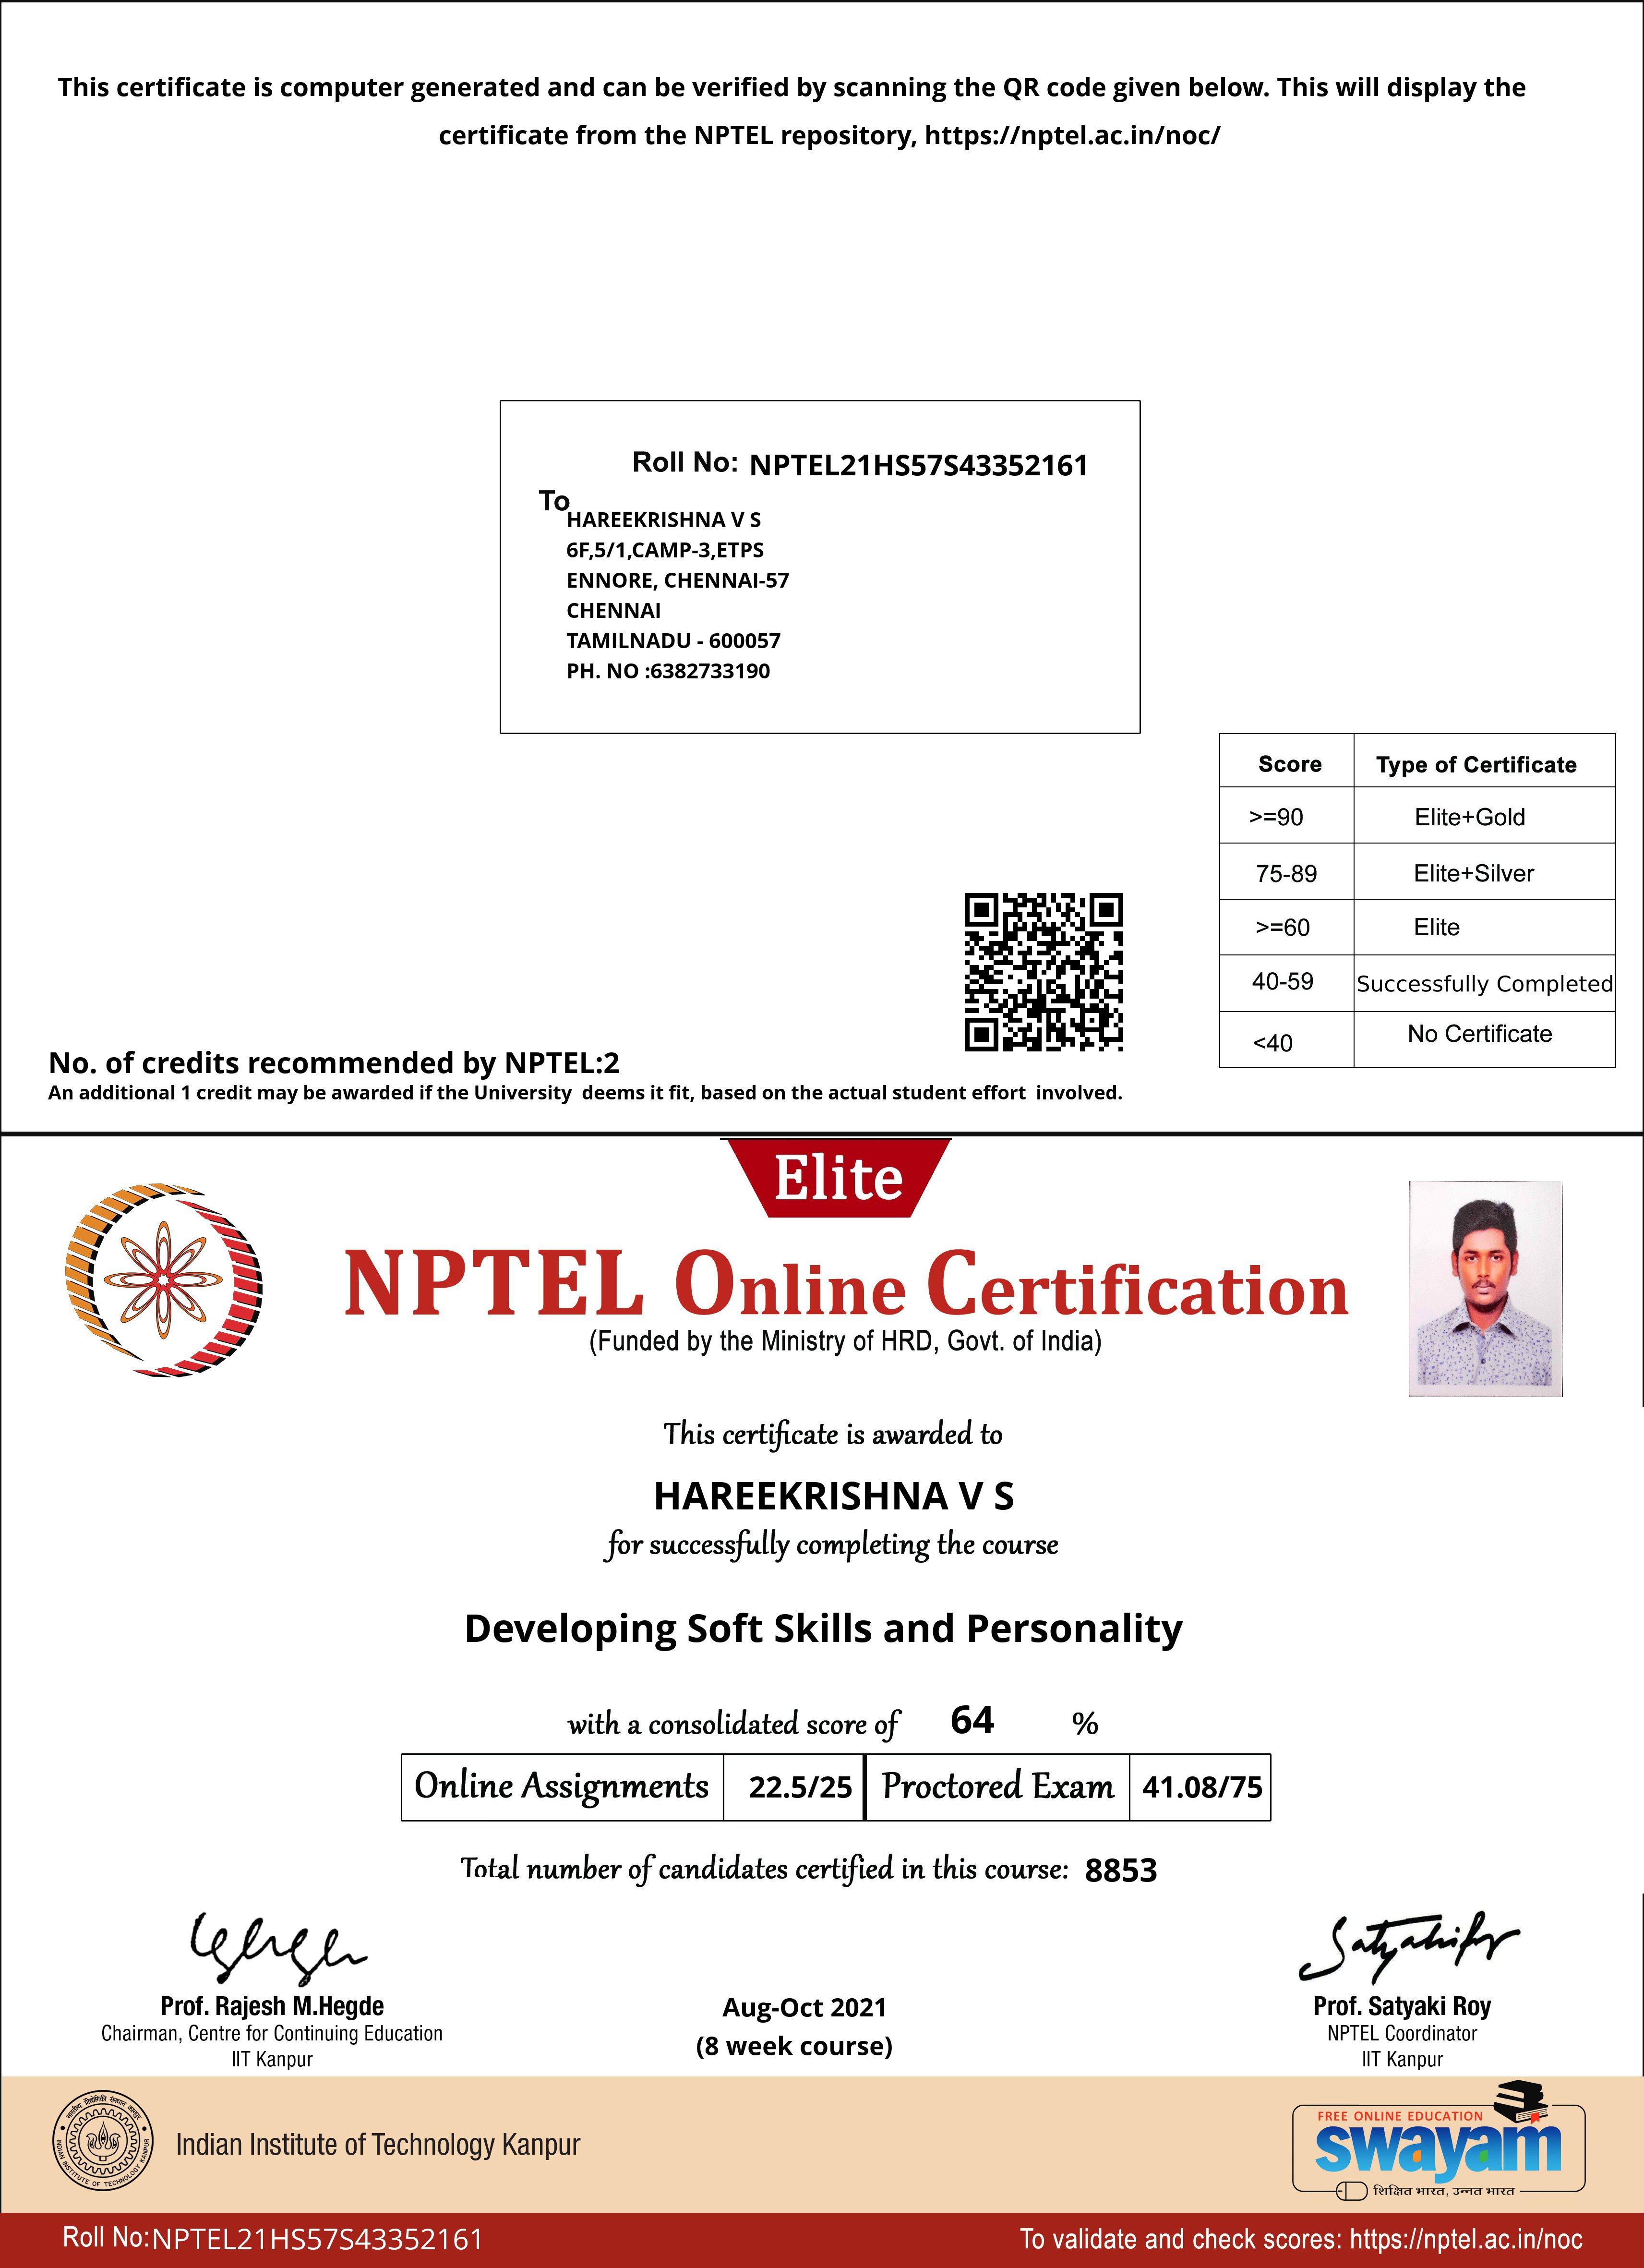 This certificate is computer generated and can be verified by scanning the QR code given below. This will display the
certificate from the NPTEL repository, https://nptel.ac.in/noc/
Roll No: NPTEL21HS57S43352161
To
HAREEKRISHNA V S
6F,5/1,CAMP-3,ETPS
ENNORE, CHENNAI-57
CHENNAI
TAMILNADU - 600057
PH. NO :6382733190
Score Type of Certificate
>=90 Elite+Gold
75-89 Elite+Silver
>=60 Elite
40-59 Successfully Completed
<40 No Certificate
No. of credits recommended by NPTEL:2
An additional 1 credit may be awarded if the University deems it fit, based on the actual student effort involved.
Elite
NPTEL Online Certification
(Funded by the Ministry of HRD, Govt. of India)
This certificate is awarded to
HAREEKRISHNA V S
for successfully completing the course
Developing Soft Skills and Personality
with a consolidated score of 64 %
Online Assignments 22.5/25 Proctored Exam 41.08/75
Total number of candidates certified in this course: 8853
Prof. Rajesh M.Hegde
Chairman, Centre for Continuing Education
IIT Kanpur
Aug-Oct 2021
(8 week course)
Prof. Satyaki Roy
NPTEL Coordinator
IIT Kanpur
भारतीय प्रौद्योगिकी संस्थान कानपुर
INDIAN INSTITUTE OF TECHNOLOGY KANPUR
Indian Institute of Technology Kanpur
FREE ONLINE EDUCATION
swayam
शिक्षित भारत, उन्नत भारत
Roll No:NPTEL21HS57S43352161
To validate and check scores: https://nptel.ac.in/noc